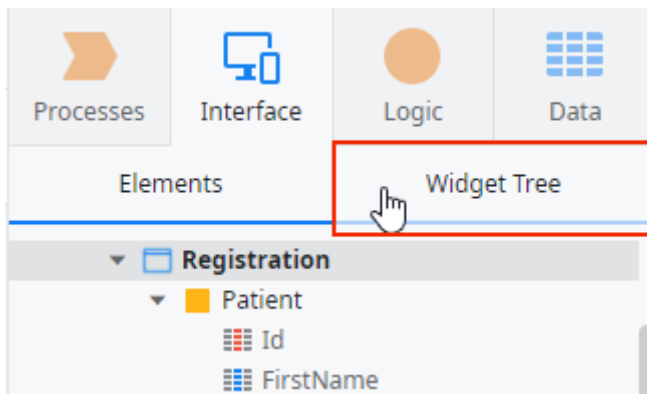 Processes Interface Logic Data
Elements Widget Tree
Registration
Patient
Id
FirstName